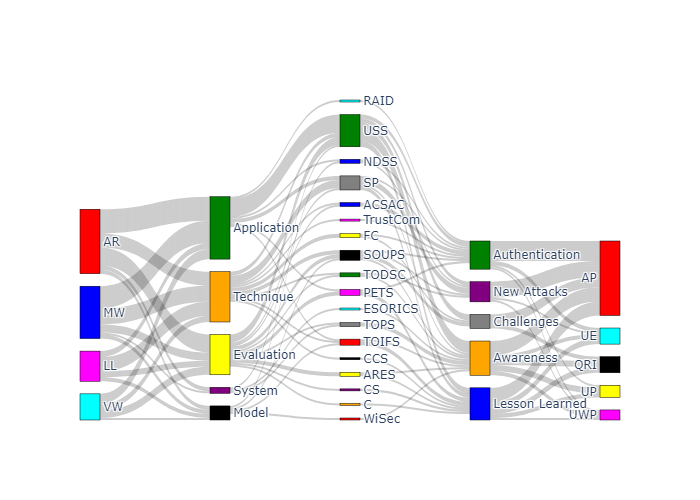 AR
MW
LL
VW
Application
Technique
Evaluation
System
Model
RAID
USS
NDSS
SP
ACSAC
TrustCom
FC
SOUPS
TODSC
PETS
ESORICS
TOPS
TOIFS
CCS
ARES
CS
C
WiSec
Authentication
New Attacks
Challenges
Awareness
Lesson Learned
AP
UE
QRI
UP
UWP